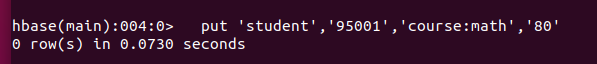 hbase(main):004:0>   put 'student','95001','course:math','80'
0 row(s) in 0.0730 seconds